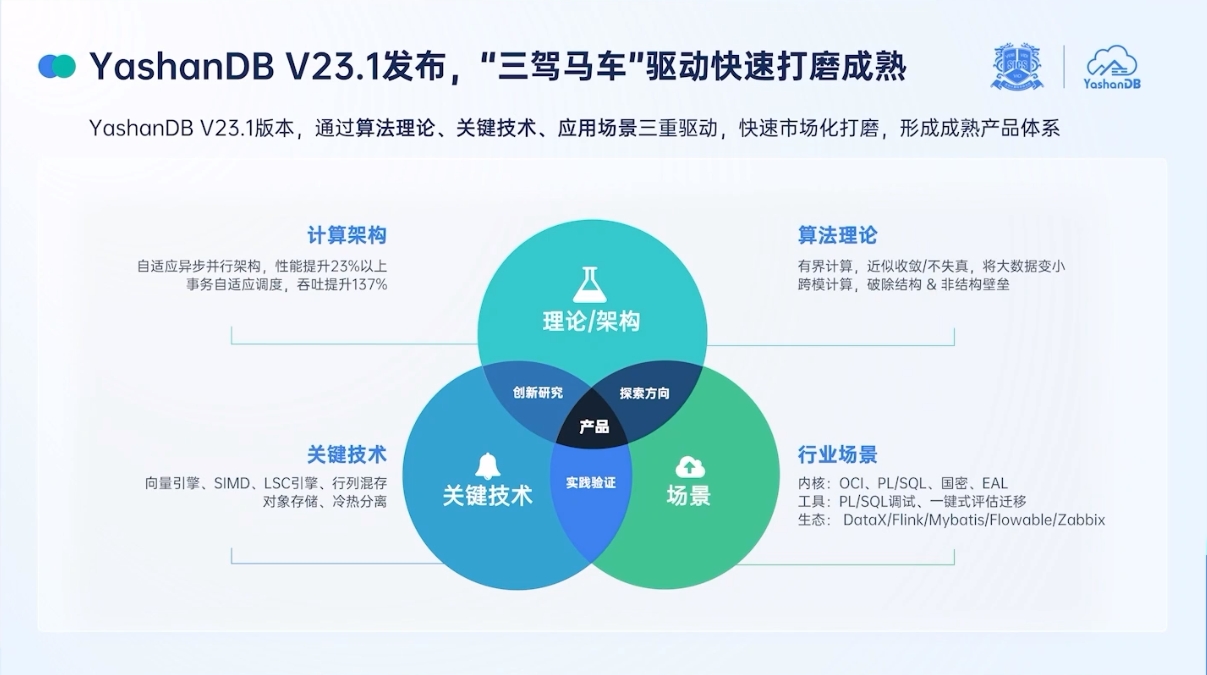 YashanDB V23.1发布，“三驾马车”驱动快速打磨成熟
YashanDB
YashanDB V23.1版本，通过算法理论、关键技术、应用场景三重驱动，快速市场化打磨，形成成熟产品体系
计算架构
自适应异步并行架构，性能提升23%以上
事务自适应调度，吞吐提升137%
算法理论
有界计算，近似收敛/不失真，将大数据变小
跨模计算，破除结构 & 非结构壁垒
理论/架构
创新研究
探索方向
产品
关键技术
向量引擎、SIMD、LSC引擎、行列混存
对象存储、冷热分离
关键技术
实践验证
场景
行业场景
内核：OCI、PL/SQL、国密、EAL
工具：PL/SQL调试、一键式评估迁移
生态： DataX/Flink/Mybatis/Flowable/Zabbix